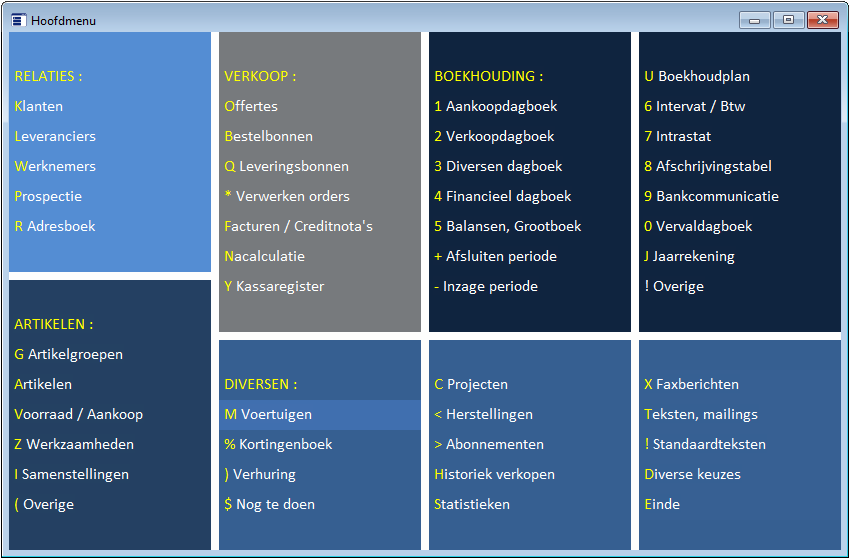 Hoofdmenu
RELATIES :
Klanten
Leveranciers
Werknemers
Prospectie
R Adresboek
ARTIKELEN :
G Artikelgroepen
Artikelen
Voorraad / Aankoop
Z Werkzaamheden
I Samenstellingen
( Overige
VERKOOP :
Offertes
Bestelbonnen
Q Leveringsbonnen
* Verwerken orders
Facturen / Creditnota's
Nacalculatie
Y Kassaregister
DIVERSEN :
M Voertuigen
% Kortingenboek
) Verhuring
$ Nog te doen
BOEKHOUDING :
1 Aankoopdagboek
2 Verkoopdagboek
3 Diversen dagboek
4 Financieel dagboek
5 Balansen, Grootboek
+ Afsluiten periode
- Inzage periode
C Projecten
< Herstellingen
> Abonnementen
Historiek verkopen
Statistieken
U Boekhoudplan
6 Intervat / Btw
7 Intrastat
8 Afschrijvingstabel
9 Bankcommunicatie
0 Vervaldagboek
J Jaarrekening
! Overige
X Faxberichten
Teksten, mailings
! Standaardteksten
Diverse keuzes
Einde